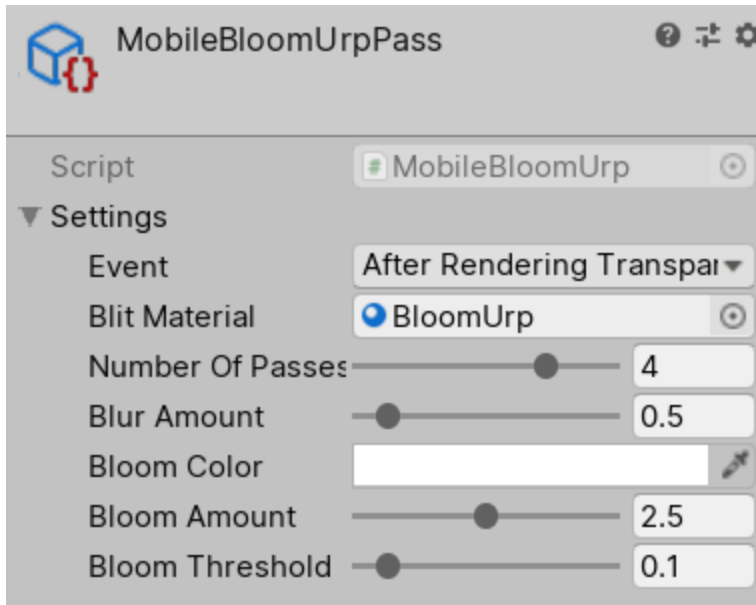 MobileBloomUrpPass
Script # MobileBloomUrp
Settings
Event After Rendering Transpar
Blit Material BloomUrp
Number Of Passes 4
Blur Amount 0.5
Bloom Color
Bloom Amount 2.5
Bloom Threshold 0.1